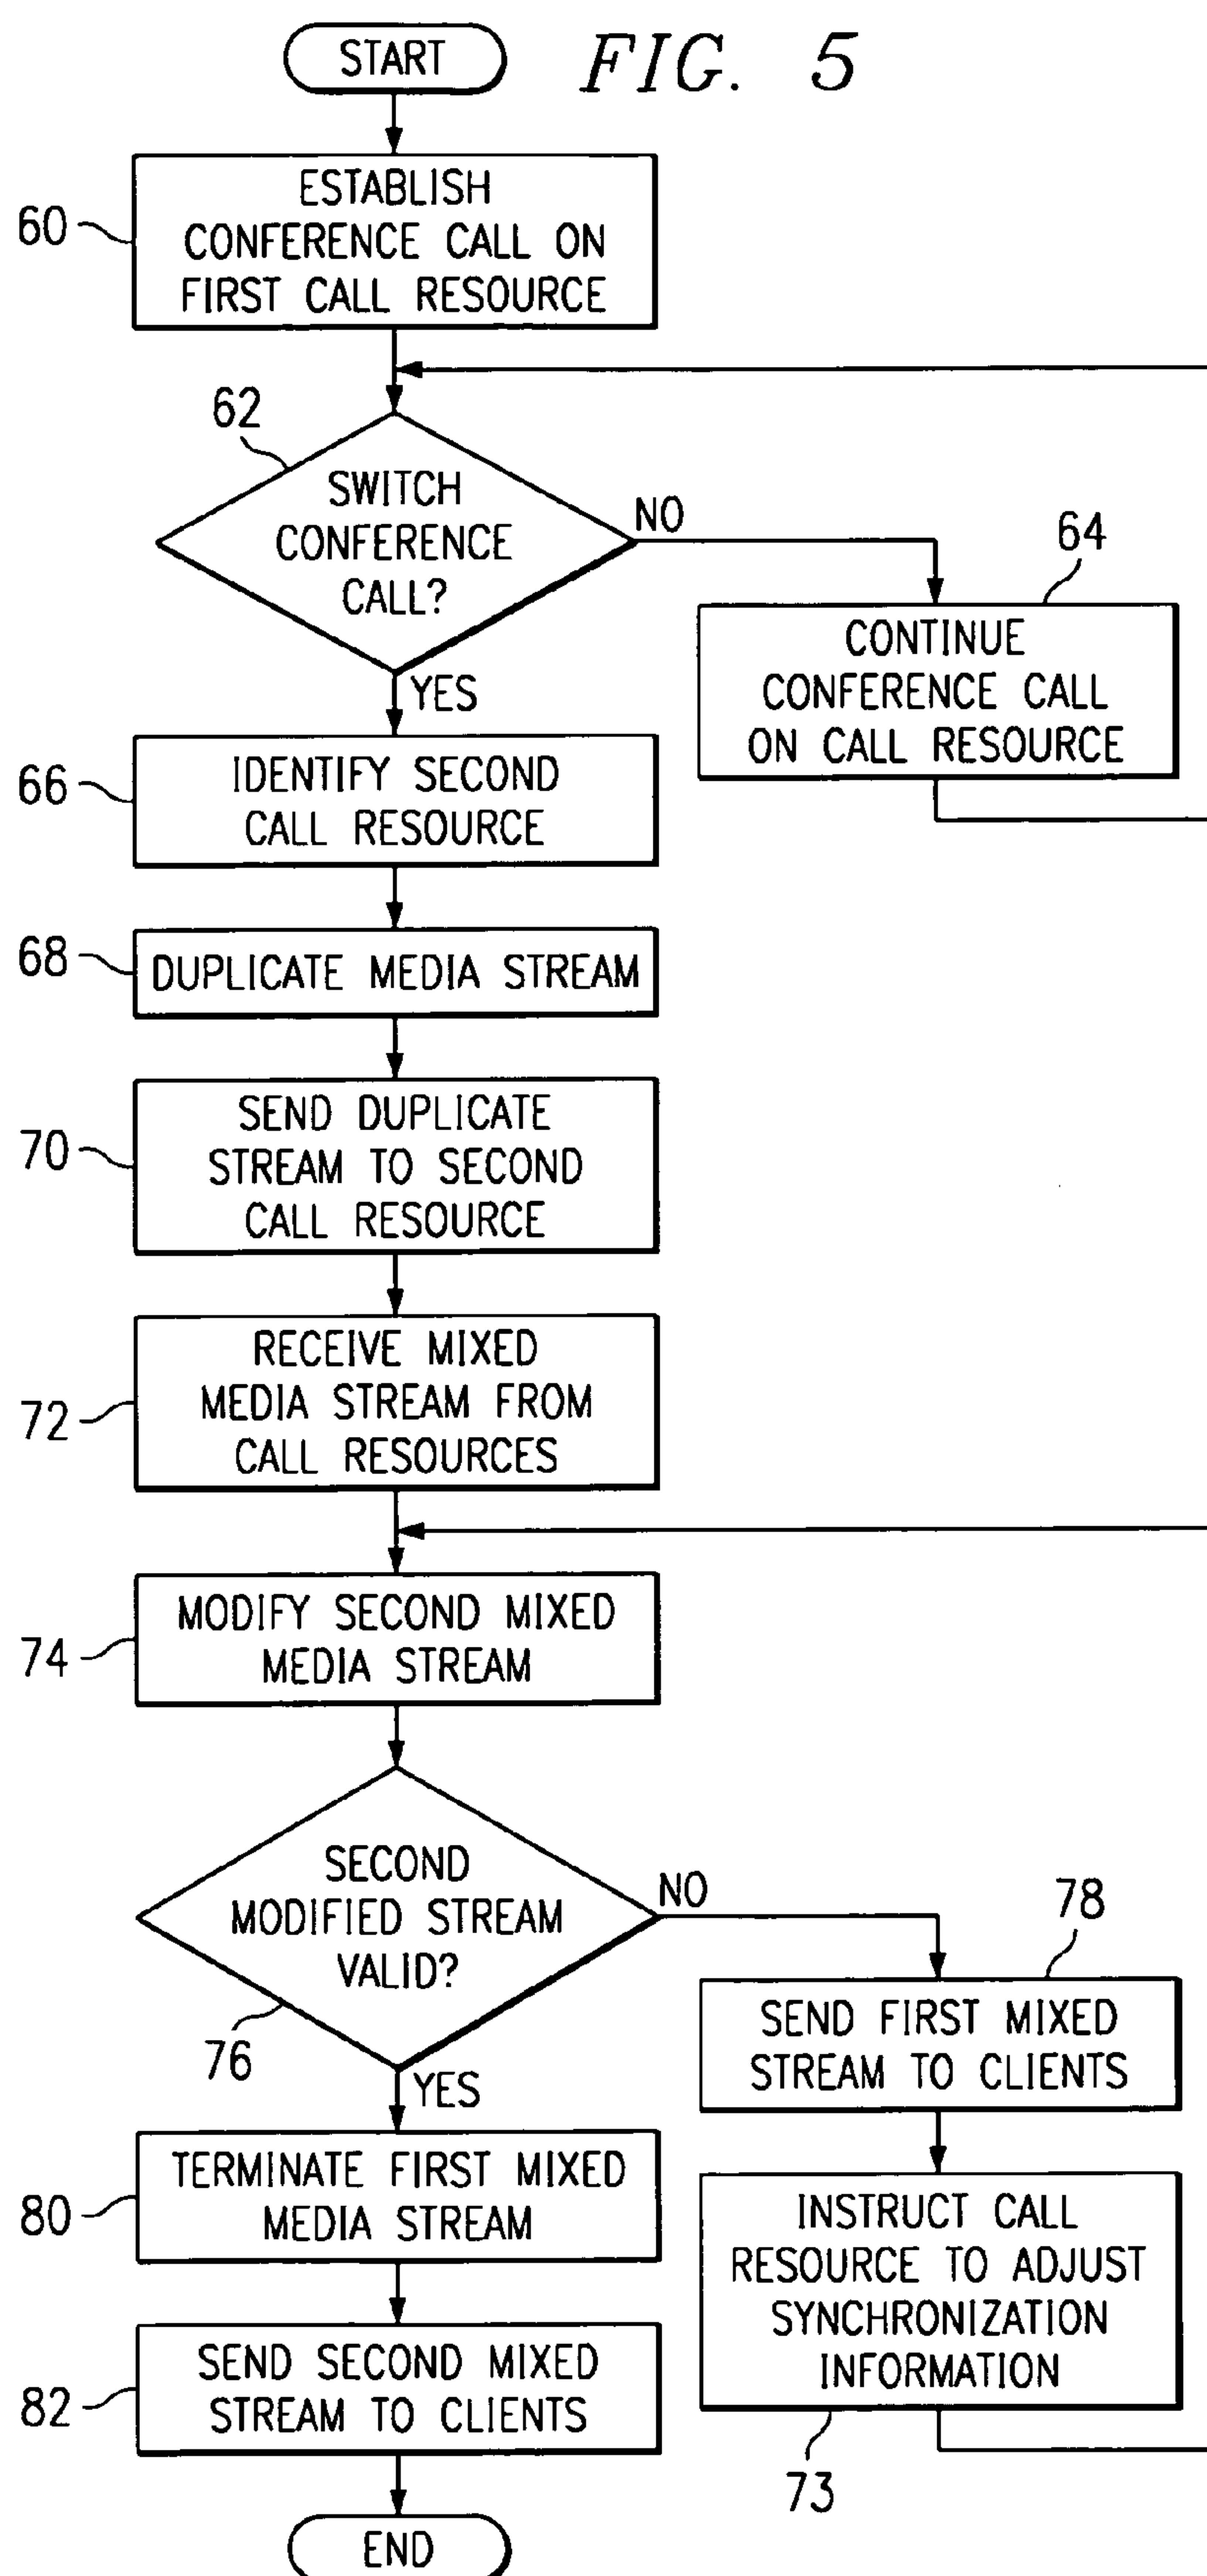 START
FIG. 5
60
ESTABLISH
CONFERENCE CALL ON
FIRST CALL RESOURCE
62
SWITCH
CONFERENCE
CALL?
NO
YES
64
CONTINUE
CONFERENCE CALL
ON CALL RESOURCE
66
IDENTIFY SECOND
CALL RESOURCE
68
DUPLICATE MEDIA STREAM
70
SEND DUPLICATE
STREAM TO SECOND
CALL RESOURCE
72
RECEIVE MIXED
MEDIA STREAM FROM
CALL RESOURCES
74
MODIFY SECOND MIXED
MEDIA STREAM
SECOND
MODIFIED STREAM
VALID?
76
NO
YES
78
SEND FIRST MIXED
STREAM TO CLIENTS
80
TERMINATE FIRST MIXED
MEDIA STREAM
INSTRUCT CALL
RESOURCE TO ADJUST
SYNCHRONIZATION
INFORMATION
73
82
SEND SECOND MIXED
STREAM TO CLIENTS
END